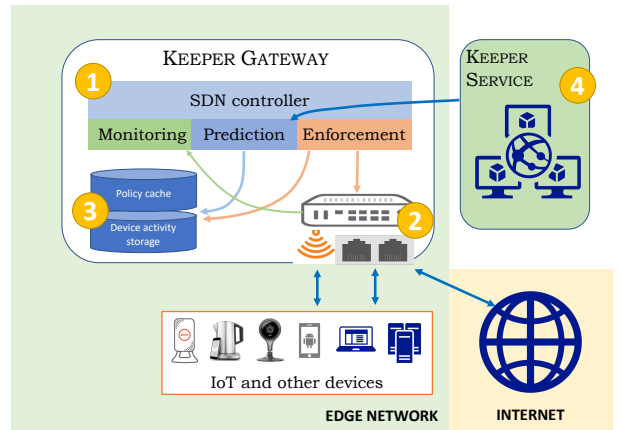 KEEPER GATEWAY
1
SDN controller
Monitoring
Prediction
Enforcement
KEEPER
SERVICE
4
Policy cache
3
Device activity
storage
2
IoT and other devices
EDGE NETWORK
INTERNET